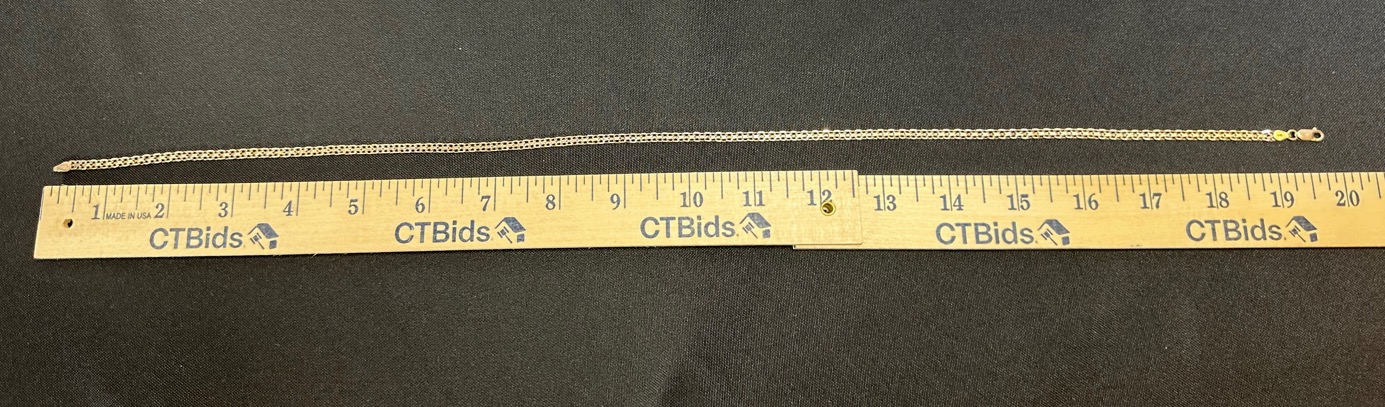 1 MADE IN USA 2 3 4 5 6 7 8 9 10 11 12 13 14 15 16 17 18 19 20
CTBids. CTBids. CTBids. CTBids. CTBids.